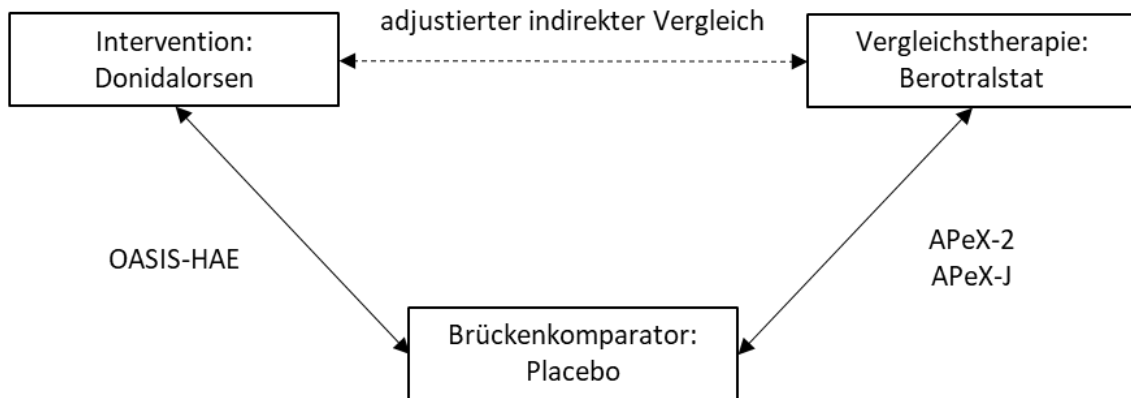 adjustierter indirekter Vergleich
Intervention:
Donidalorsen
Vergleichstherapie:
Berotralstat
OASIS-HAE
APeX-2
APeX-J
Brückenkomparator:
Placebo